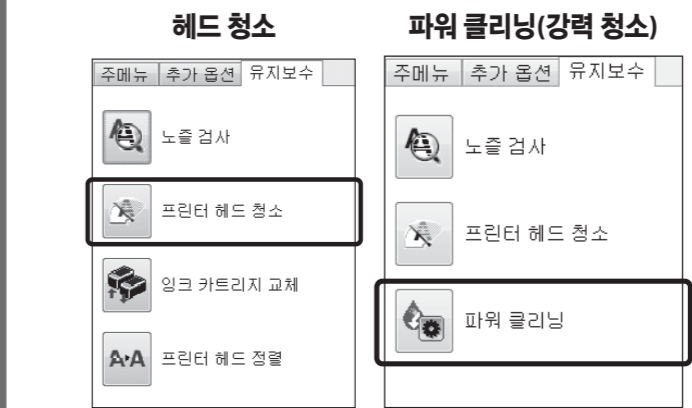 헤드 청소
주메뉴 추가 옵션 유지보수
노즐 검사
프린터 헤드 청소
잉크 카트리지 교체
A·A 프린터 헤드 정렬
파워 클리닝(강력 청소)
주메뉴 추가 옵션 유지보수
노즐 검사
프린터 헤드 청소
파워 클리닝